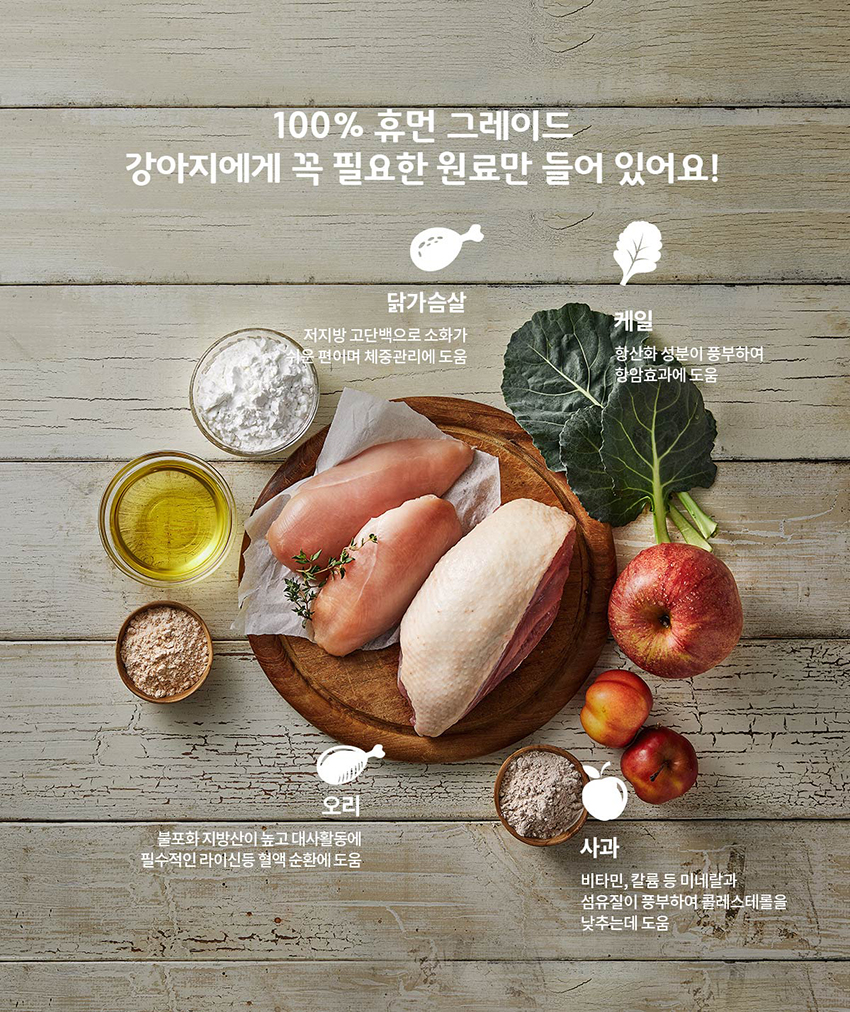 100% 휴먼 그레이드
강아지에게 꼭 필요한 원료만 들어 있어요!
닭가슴살
저지방 고단백으로 소화가
쉬운 편이며 체중관리에 도움
케일
항산화 성분이 풍부하여
항암효과에 도움
오리
불포화 지방산이 높고 대사활동에
필수적인 라이신등 혈액 순환에 도움
사과
비타민, 칼륨 등 미네랄과
섬유질이 풍부하여 콜레스테롤을
낮추는데 도움